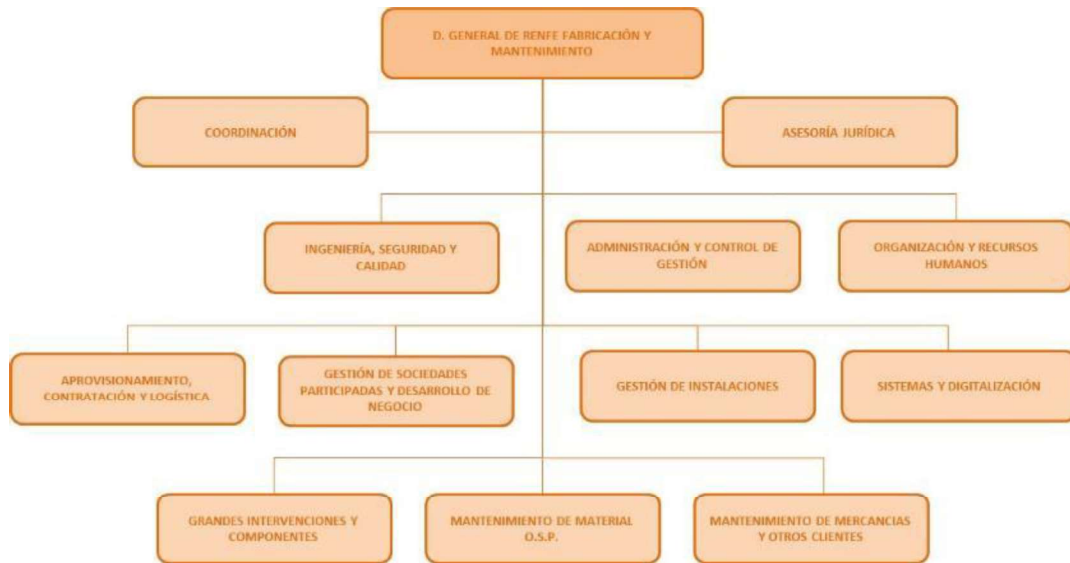 D. GENERAL DE RENFE FABRICACIÓN Y
MANTENIMIENTO
COORDINACIÓN
ASESORÍA JURÍDICA
INGENIERÍA, SEGURIDAD Y
CALIDAD
ADMINISTRACIÓN Y CONTROL DE
GESTIÓN
ORGANIZACIÓN Y RECURSOS
HUMANOS
APROVISIONAMIENTO,
CONTRATACIÓN Y LOGÍSTICA
GESTIÓN DE SOCIEDADES
PARTICIPADAS Y DESARROLLO DE
NEGOCIO
GESTIÓN DE INSTALACIONES
SISTEMAS Y DIGITALIZACIÓN
GRANDES INTERVENCIONES Y
COMPONENTES
MANTENIMIENTO DE MATERIAL
O.S.P.
MANTENIMIENTO DE MERCANCIAS
Y OTROS CLIENTES